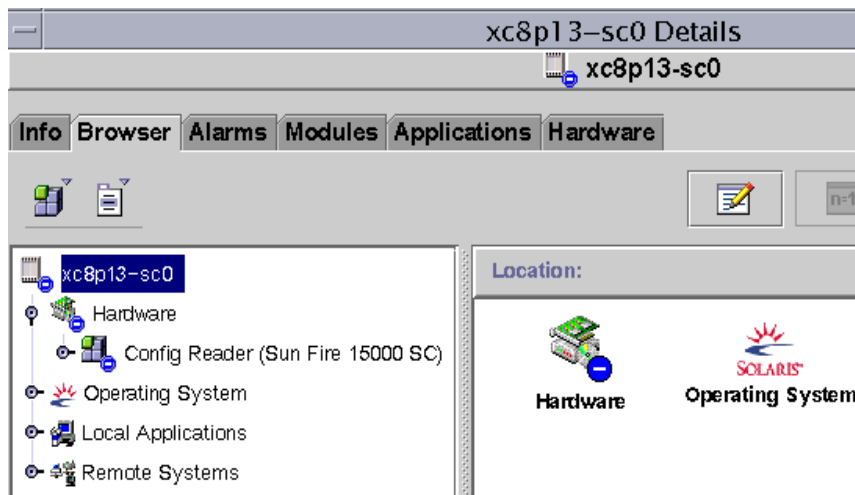 xc8p13-sc0 Details
xc8p13-sc0
Info Browser Alarms Modules Applications Hardware
n=1
xc8p13-sc0
Hardware
Config Reader (Sun Fire 15000 SC)
Operating System
Local Applications
Remote Systems
Location:
Hardware
SOLARIS
Operating System